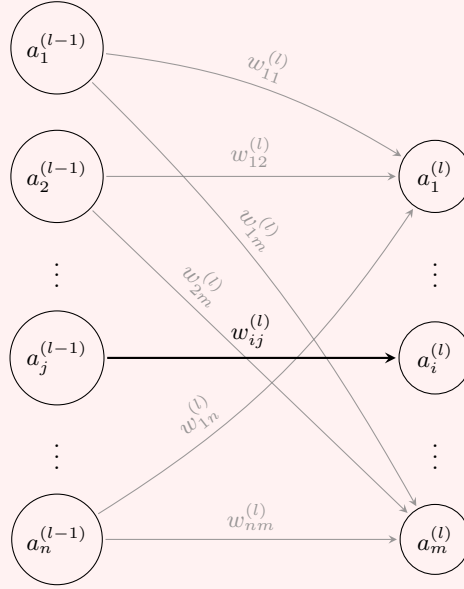 a_1^{(l-1)}
w_{11}^{(l)}
a_2^{(l-1)}
w_{12}^{(l)}
a_1^{(l)}
w_{1m}^{(l)}
w_{2m}^{(l)}
⋮
⋮
a_j^{(l-1)}
w_{ij}^{(l)}
a_i^{(l)}
w_{1n}^{(l)}
⋮
⋮
a_n^{(l-1)}
w_{nm}^{(l)}
a_m^{(l)}